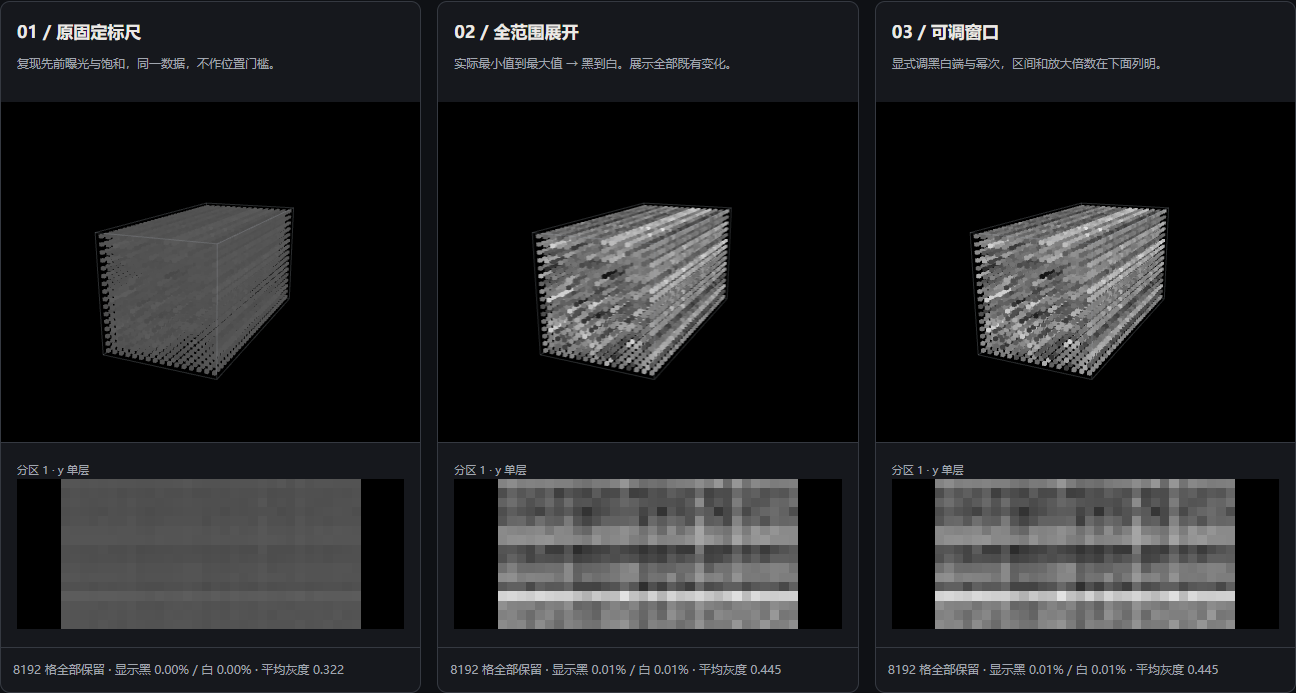 01 / 原固定标尺
复现先前曝光与饱和，同一数据，不作位置门槛。
分区 1 · y 单层
8192 格全部保留 · 显示黑 0.00% / 白 0.00% · 平均灰度 0.322
02 / 全范围展开
实际最小值到最大值 → 黑到白。展示全部既有变化。
分区 1 · y 单层
8192 格全部保留 · 显示黑 0.01% / 白 0.01% · 平均灰度 0.445
03 / 可调窗口
显式调黑白端与幂次，区间和放大倍数在下面列明。
分区 1 · y 单层
8192 格全部保留 · 显示黑 0.01% / 白 0.01% · 平均灰度 0.445